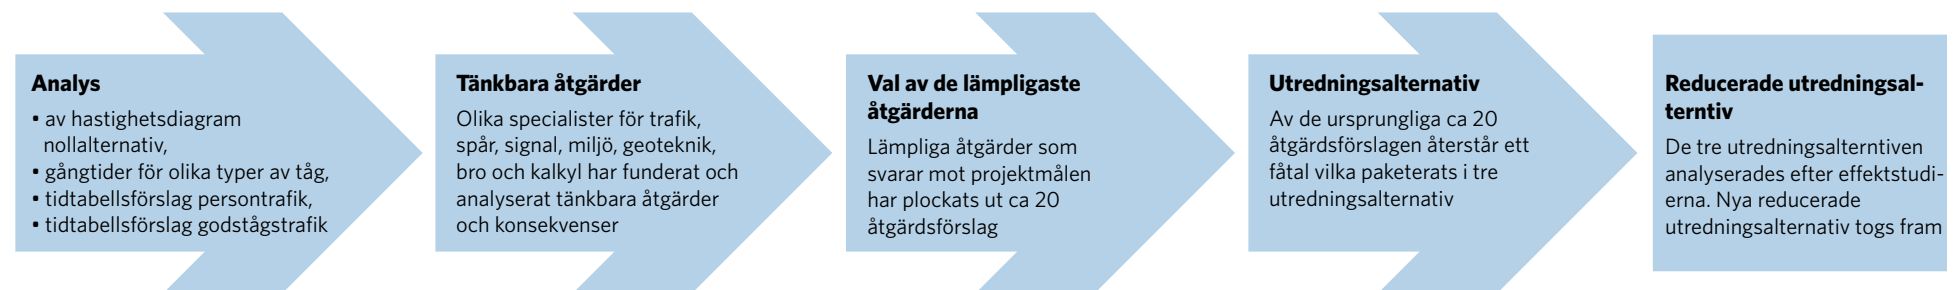 Analys
• av hastighetsdiagram
nollalternativ,
• gångtider för olika typer av tåg,
• tidtabellsförslag persontrafik,
• tidtabellsförslag godstågstrafik
Tänkbara åtgärder
Olika specialister för trafik,
spår, signal, miljö, geoteknik,
bro och kalkyl har funderat och
analyserat tänkbara åtgärder
och konsekvenser
Val av de lämpligaste
åtgärderna
Lämpliga åtgärder som
svarar mot projektmålen
har plockats ut ca 20
åtgärdsförslag
Utredningsalternativ
Av de ursprungliga ca 20
åtgärdsförslagen återstår ett
fåtal vilka paketerats i tre
utredningsalternativ
Reducerade utredningsal-
terntiv
De tre utredningsalterntiven
analyserades efter effektstudi-
erna. Nya reducerade
utredningsalternativ togs fram